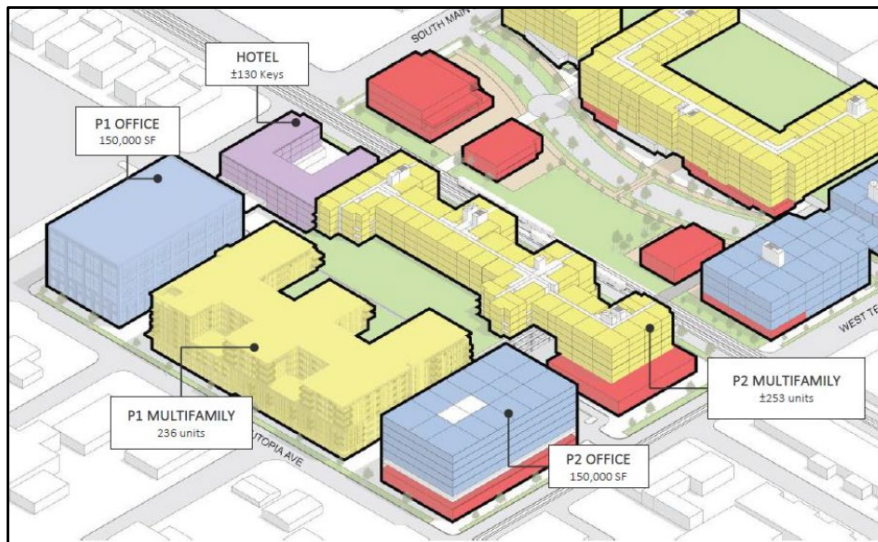 SOUTH MAIN
HOTEL
±130 Keys
P1 OFFICE
150,000 SF
WEST TE
P2 MULTIFAMILY
±253 units
P1 MULTIFAMILY
236 units
UTOPIA AVE
P2 OFFICE
150,000 SF